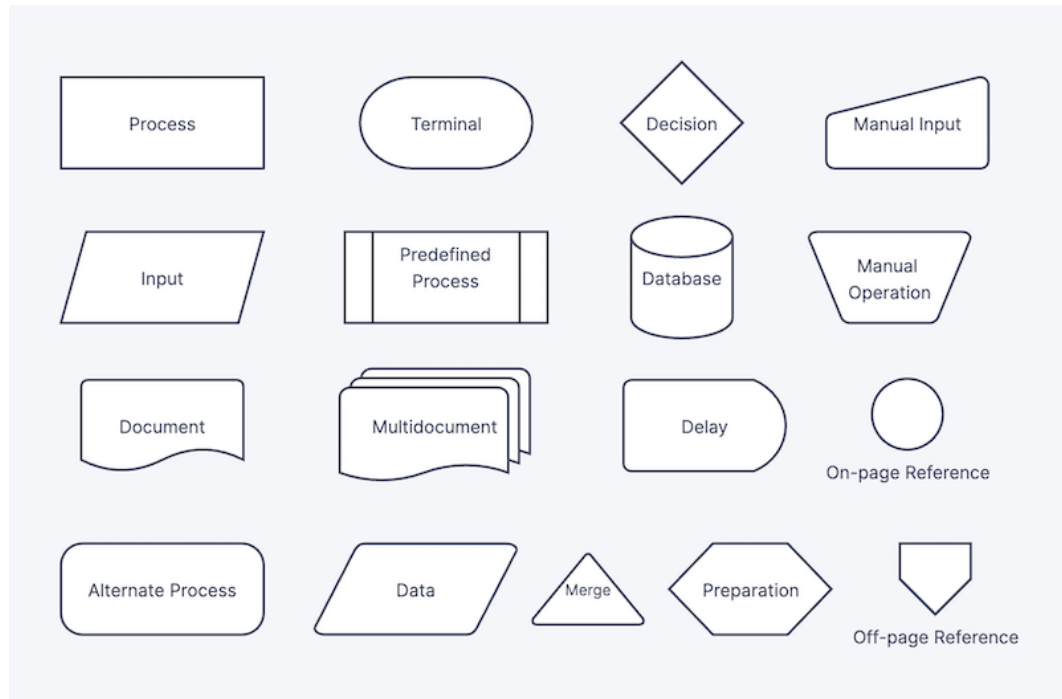 Process
Terminal
Decision
Manual Input
Input
Predefined
Process
Database
Manual
Operation
Document
Multidocument
Delay
On-page Reference
Alternate Process
Data
Merge
Preparation
Off-page Reference